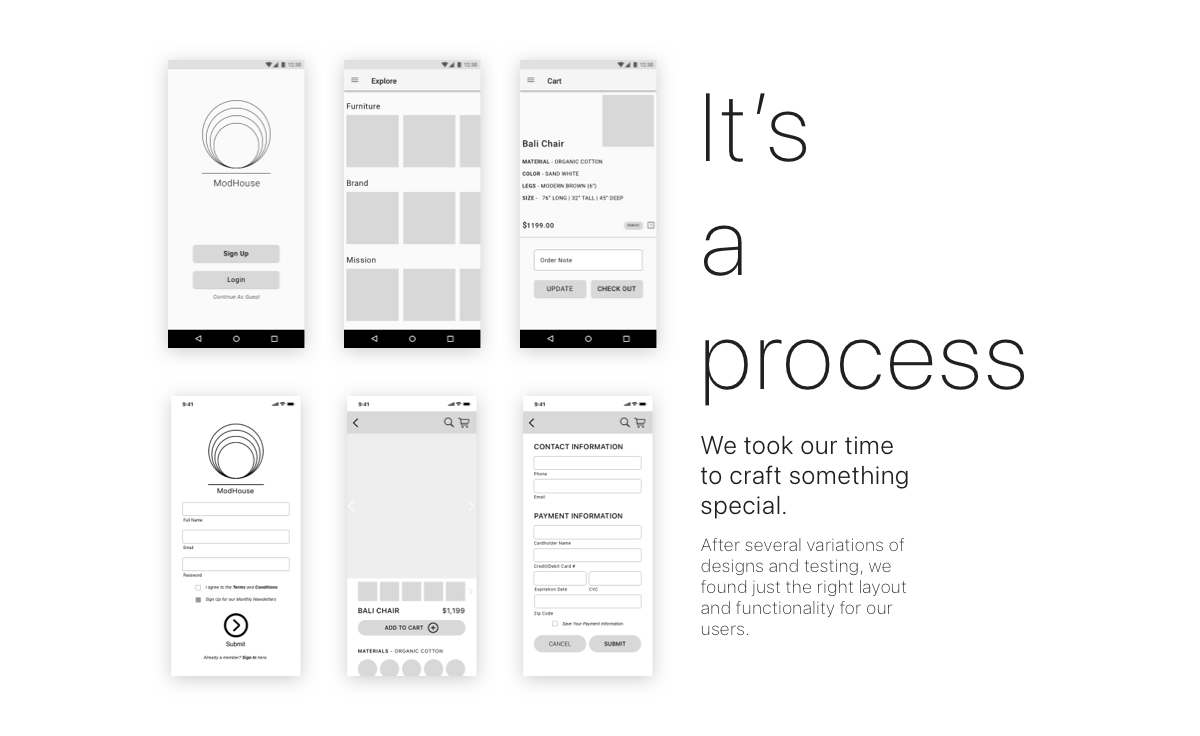 12:30
ModHouse
Sign Up
Login
Continue As Guest
12:30
Explore
Furniture
Brand
Mission
12:30
Cart
Bali Chair
MATERIAL - ORGANIC COTTON
COLOR - SAND WHITE
LEGS - MODERN BROWN (6")
SIZE - 76" LONG | 32" TALL | 45" DEEP
$1199.00
Order Note
UPDATE CHECK OUT
It's
a
process
We took our time
to craft something
special.
After several variations of
designs and testing, we
found just the right layout
and functionality for our
users.
9:41
ModHouse
Full Name
Email
Password
I agree to the Terms and Conditions
Sign Up for our Monthly Newsletters
Submit
Already a member? Sign In here.
9:41
BALI CHAIR $1,199
ADD TO CART
MATERIALS - ORGANIC COTTON
9:41
CONTACT INFORMATION
Phone
Email
PAYMENT INFORMATION
Cardholder Name
Credit/Debit Card #
Expiration Date CVC
Zip Code
Save Your Payment Information
CANCEL SUBMIT